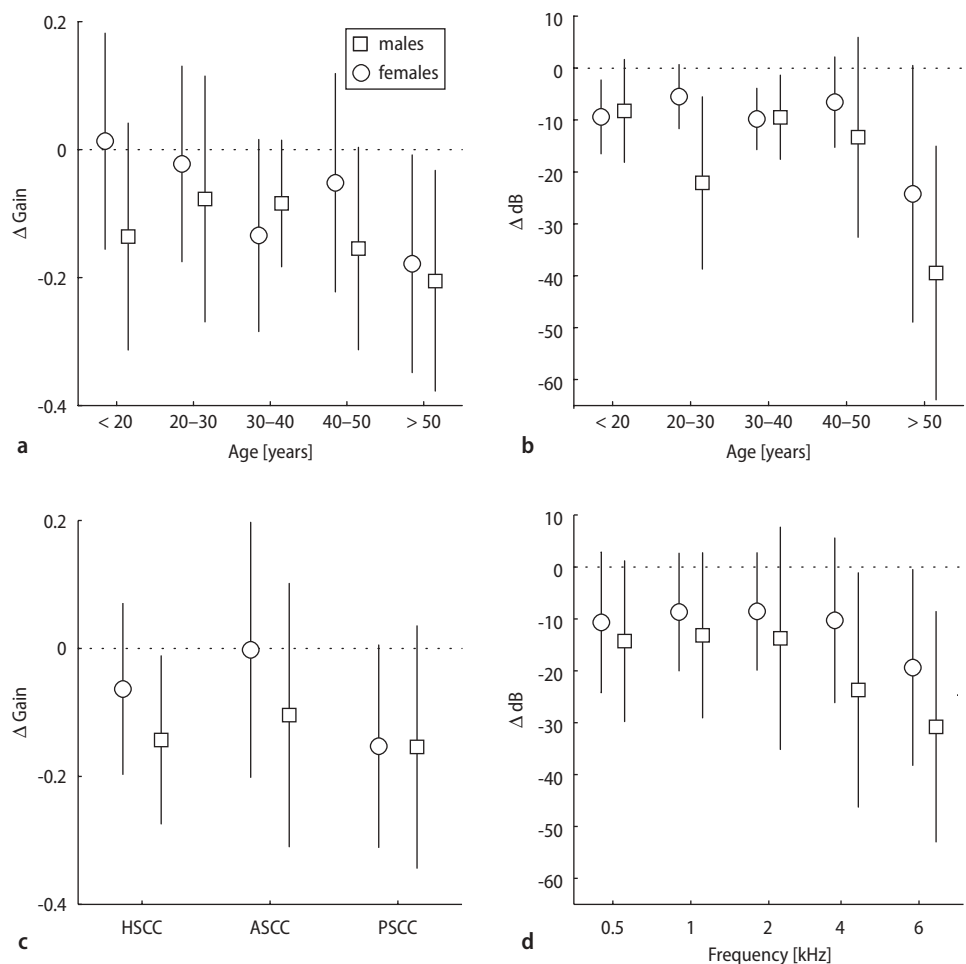 0.2
0
-0.2
-0.4
Δ Gain
males
females
< 20 20–30 30–40 40–50 > 50
Age [years]
a
10
0
-10
-20
-30
-40
-50
-60
Δ dB
< 20 20–30 30–40 40–50 > 50
Age [years]
b
0.2
0
-0.2
-0.4
Δ Gain
HSCC ASCC PSCC
c
10
0
-10
-20
-30
-40
-50
-60
Δ dB
0.5 1 2 4 6
Frequency [kHz]
d